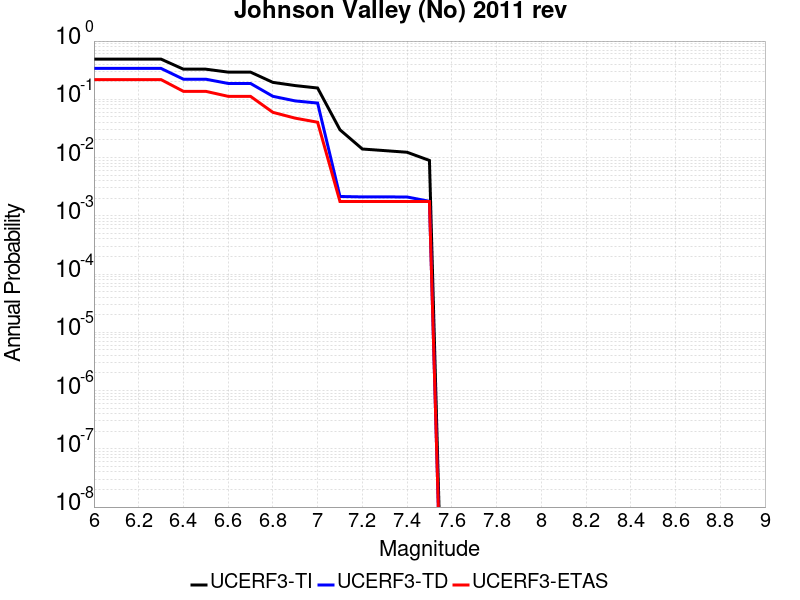 Johnson Valley (No) 2011 rev
Annual Probability
10^0
10^-1
10^-2
10^-3
10^-4
10^-5
10^-6
10^-7
10^-8
6 6.2 6.4 6.6 6.8 7 7.2 7.4 7.6 7.8 8 8.2 8.4 8.6 8.8 9
Magnitude
UCERF3-TI UCERF3-TD UCERF3-ETAS